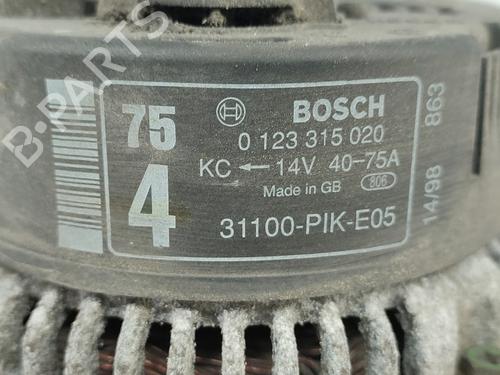 75
4
BOSCH
0 123 315 020
KC ← 14V 40-75A
Made in GB 806
31100-PIK-E05
14/98 863
B-PARTS